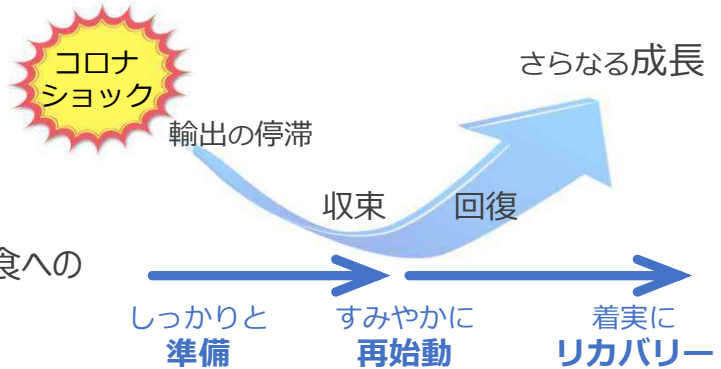 コロナ
ショック
さらなる成長
輸出の停滞
収束
回復
食への
しっかりと
準備
すみやかに
再始動
着実に
リカバリー